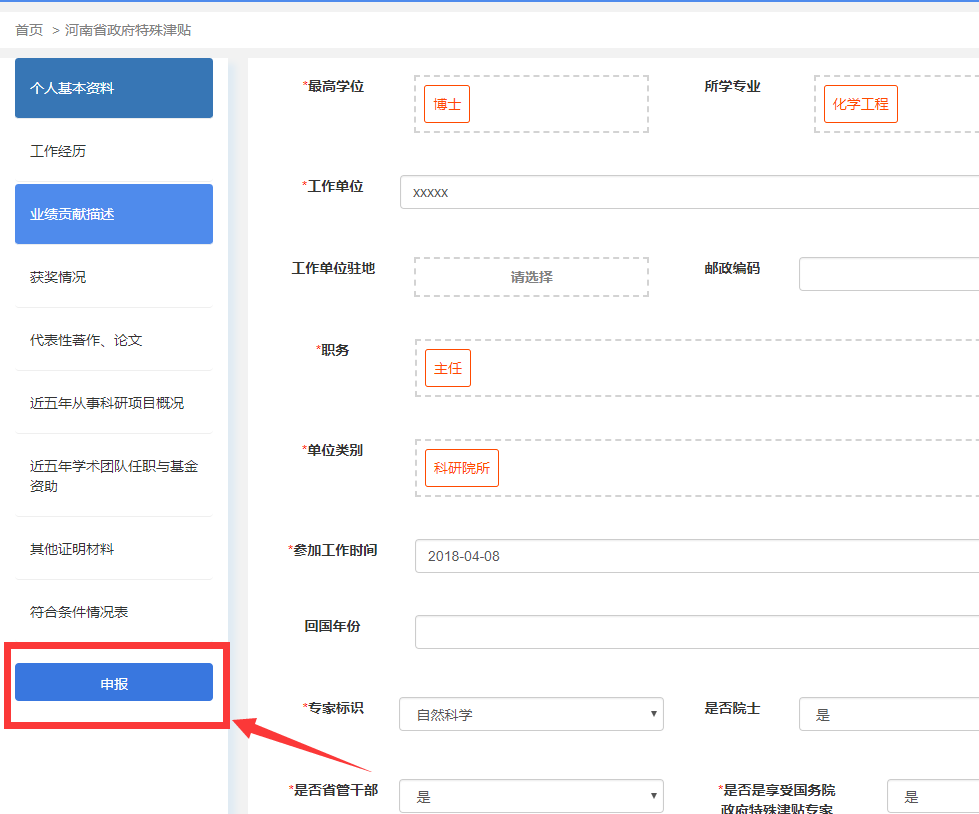 首页 > 河南省政府特殊津贴
个人基本资料
工作经历
业绩贡献描述
获奖情况
代表性著作、论文
近五年从事科研项目概况
近五年学术团队任职与基金
资助
其他证明材料
符合条件情况表
申报
*最高学位 博士 所学专业 化学工程
*工作单位 xxxxx
工作单位驻地 请选择 邮政编码
*职务 主任
*单位类别 科研院所
*参加工作时间 2018-04-08
回国年份
*专家标识 自然科学 是否院士 是
*是否省管干部 是 *是否是享受国务院 是
政府特殊津贴专家